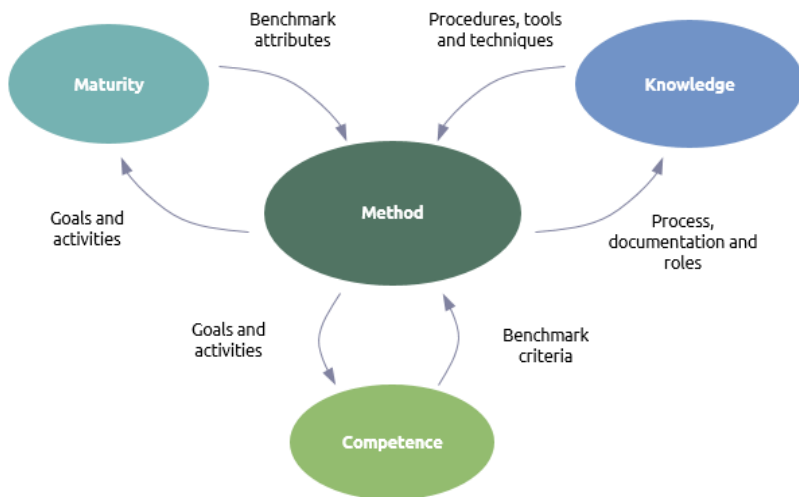 Benchmark
attributes
Procedures, tools
and techniques
Maturity
Knowledge
Method
Goals and
activities
Process,
documentation and
roles
Goals and
activities
Benchmark
criteria
Competence